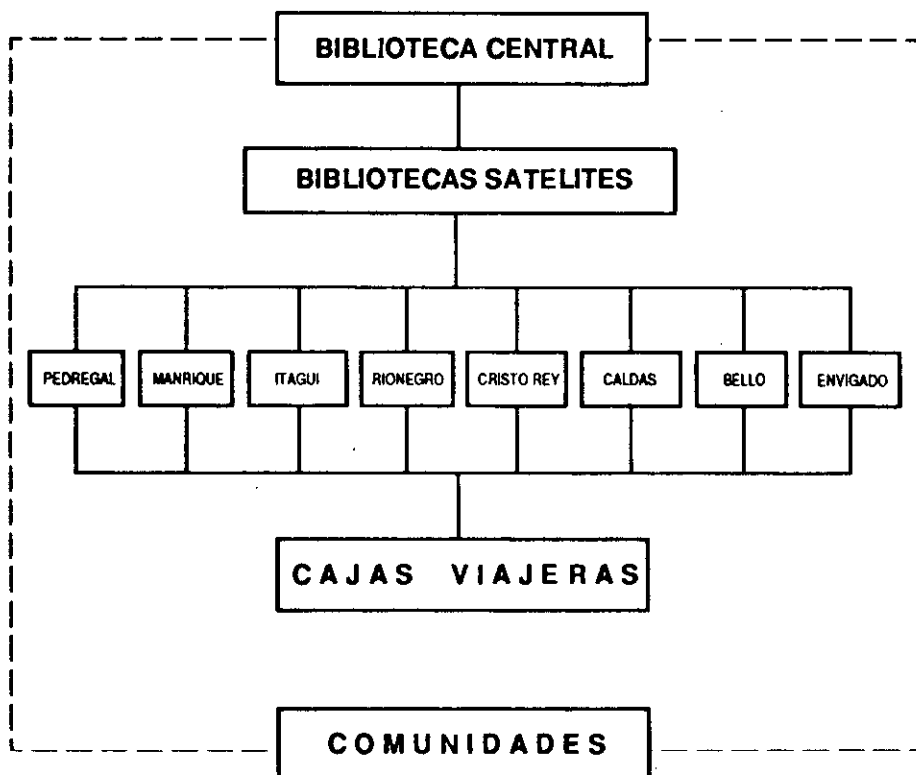 BIBLIOTECA CENTRAL
BIBLIOTECAS SATELITES
PEDREGAL
MANRIQUE
ITAGUI
RIONEGRO
CRISTO REY
CALDAS
BELLO
ENVIGADO
CAJAS VIAJERAS
COMUNIDADES